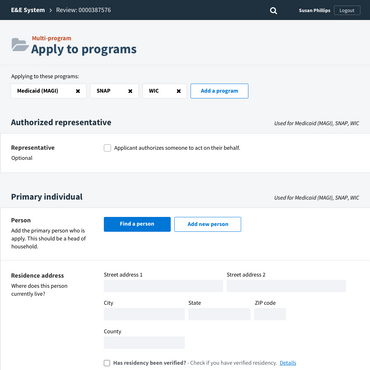 E&E System > Review: 0000387576
Susan Phillips Logout
Multi-program
Apply to programs
Applying to these programs:
Medicaid (MAGI) × SNAP × WIC × Add a program
Authorized representative Used for Medicaid (MAGI), SNAP, WIC
Representative
Optional
Applicant authorizes someone to act on their behalf.
Primary individual Used for Medicaid (MAGI), SNAP, WIC
Person
Add the primary person who is
apply. This should be a head of
household.
Find a person Add new person
Residence address
Where does this person
currently live?
Street address 1 Street address 2
City State ZIP code
County
Has residency been verified? - Check if you have verified residency. Details